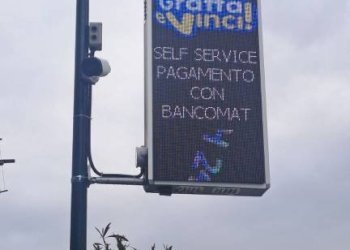 Gratta
e Vinci!
SELF SERVICE
PAGAMENTO
CON
BANCOMAT